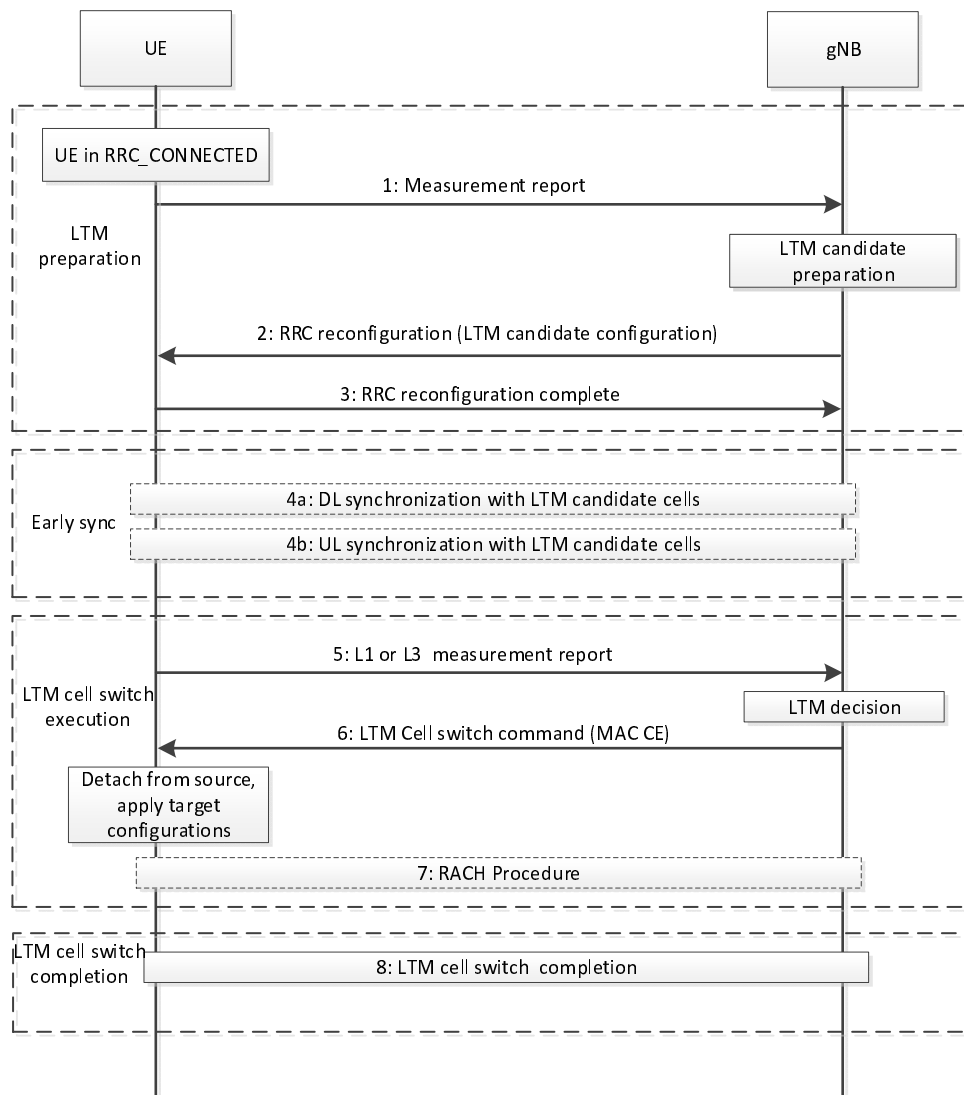 UE
gNB
UE in RRC_CONNECTED
1: Measurement report
LTM
preparation
LTM candidate
preparation
2: RRC reconfiguration (LTM candidate configuration)
3: RRC reconfiguration complete
Early sync
4a: DL synchronization with LTM candidate cells
4b: UL synchronization with LTM candidate cells
5: L1 or L3 measurement report
LTM cell switch
execution
LTM decision
6: LTM Cell switch command (MAC CE)
Detach from source,
apply target
configurations
7: RACH Procedure
LTM cell switch
completion
8: LTM cell switch completion